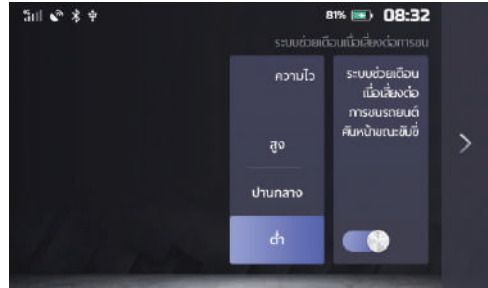 81% 08:32
ระบบช่วยเตือนเมื่อเสี่ยงต่อการชน
ความไว
สูง
ปานกลาง
ต่ำ
ระบบช่วยเตือน
เมื่อเสี่ยงต่อ
การชนรถยนต์
คันหน้าขณะขับขี่